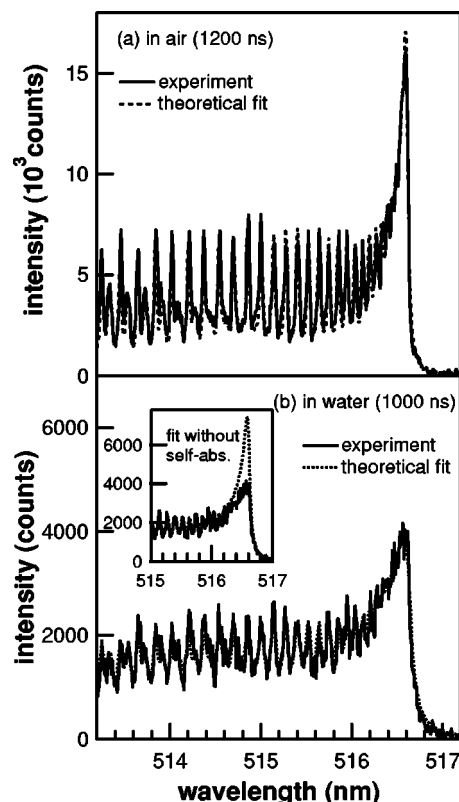 (a) in air (1200 ns)
experiment
theoretical fit
15
10
5
0
intensity (10³ counts)
(b) in water (1000 ns)
experiment
theoretical fit
fit without
self-abs.
6000
4000
2000
0
515
516
517
6000
4000
2000
0
intensity (counts)
514
515
516
517
wavelength (nm)